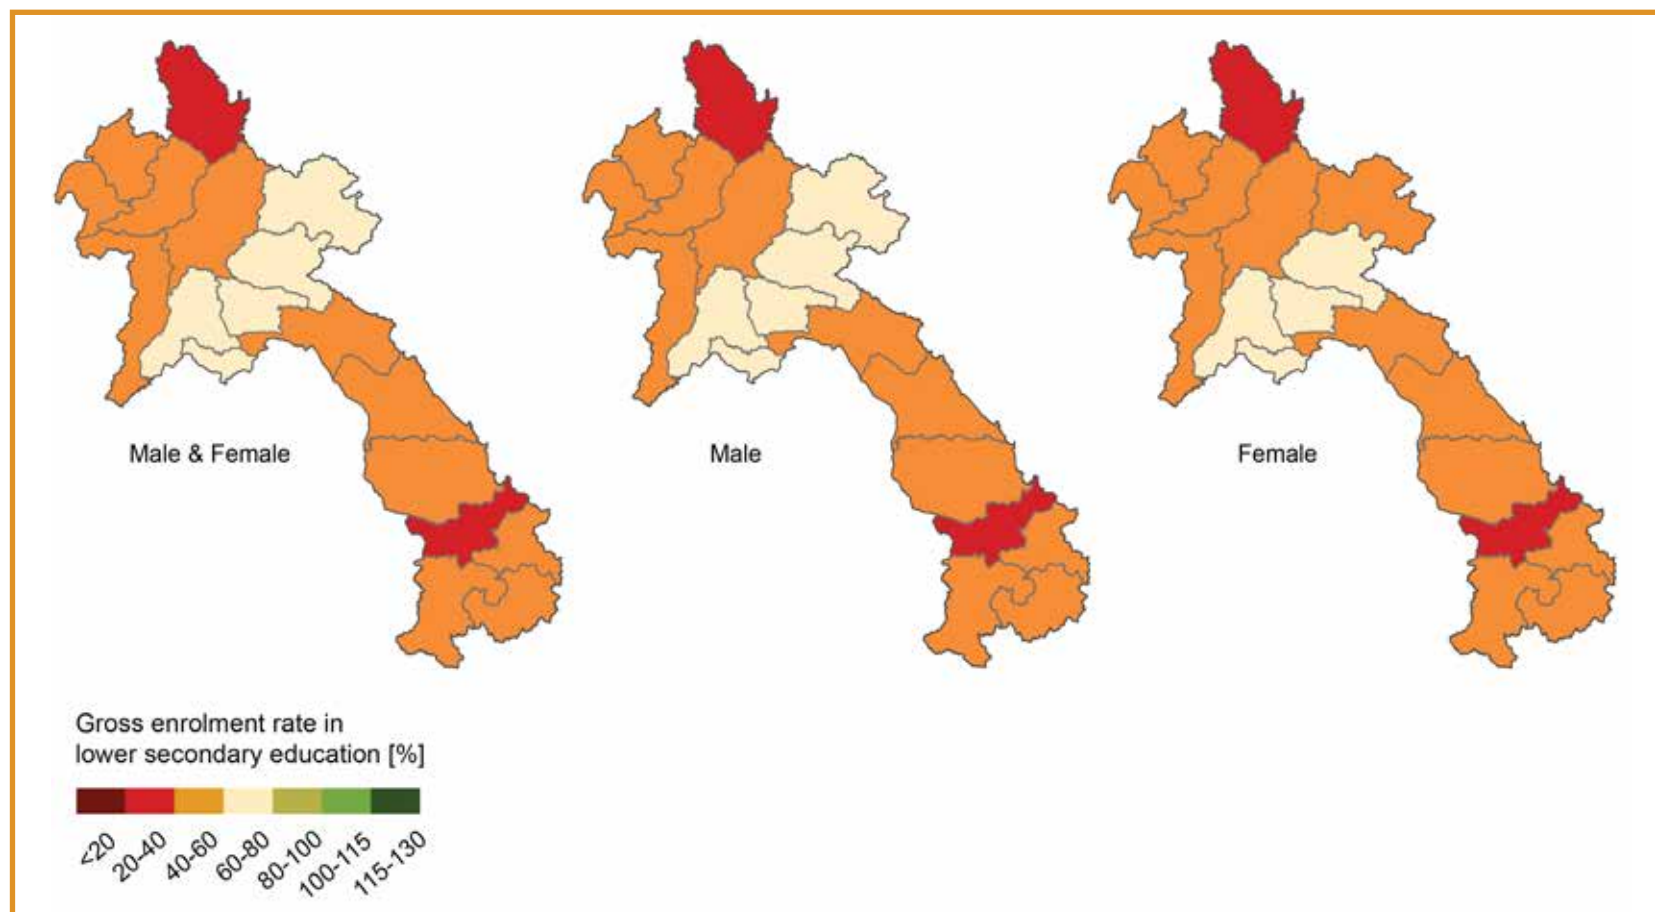 Male & Female
Male
Female
Gross enrolment rate in
lower secondary education [%]
<20
20-40
40-60
60-80
80-100
100-115
115-130